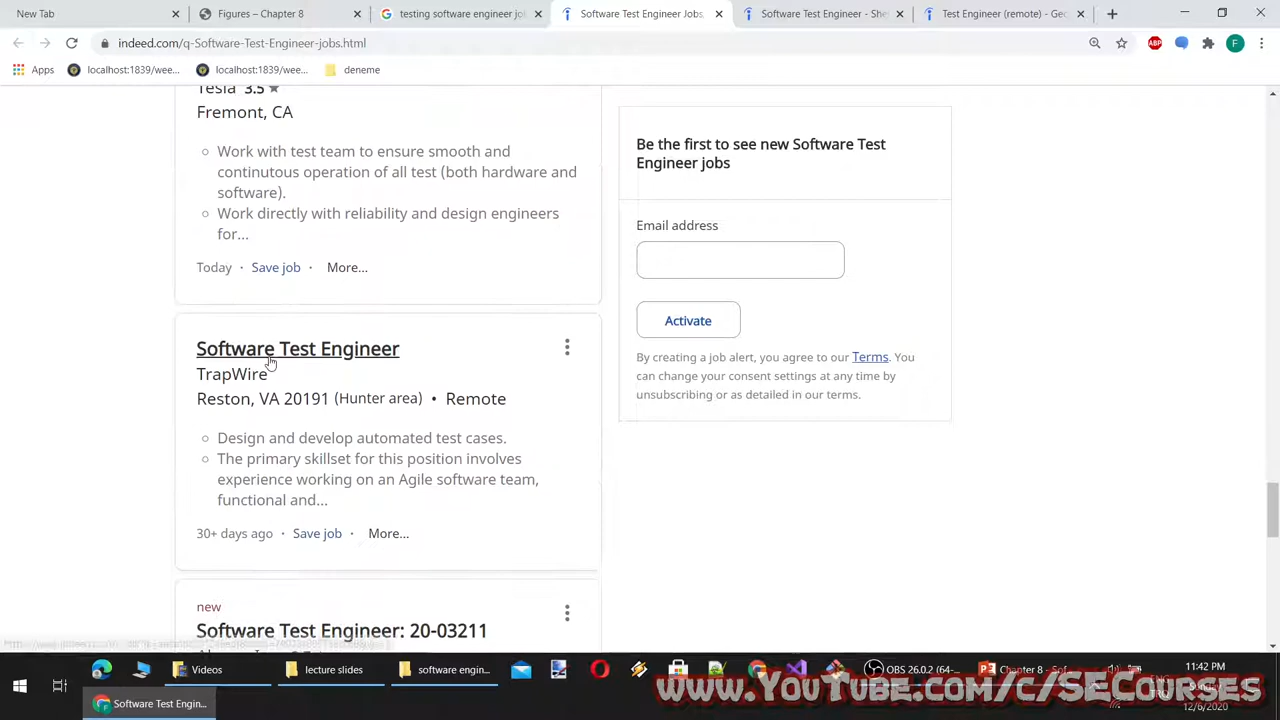 New Tab
Figures – Chapter 8
testing software engineer jo
Software Test Engineer Jobs,
Software Test Engineer - She
Test Engineer (remote) - Geo
indeed.com/q-Software-Test-Engineer-jobs.html
ABP
F
Apps
localhost:1839/wee...
localhost:1839/wee...
deneme
Tesla 3.5
Fremont, CA
Work with test team to ensure smooth and
continutous operation of all test (both hardware and
software).
Work directly with reliability and design engineers
for...
Today · Save job · More...
Software Test Engineer
TrapWire
Reston, VA 20191 (Hunter area) • Remote
Design and develop automated test cases.
The primary skillset for this position involves
experience working on an Agile software team,
functional and...
30+ days ago · Save job · More...
new
Software Test Engineer: 20-03211
Be the first to see new Software Test
Engineer jobs
Email address
Activate
By creating a job alert, you agree to our Terms. You
can change your consent settings at any time by
unsubscribing or as detailed in our terms.
Videos
lecture slides
software engin...
OBS 26.0.2 (64-...
Chapter 8 - Sof...
11:42 PM
Sunday
12/6/2020
ENG
Software Test Engin...
www.YouTube.com/c/SECourses